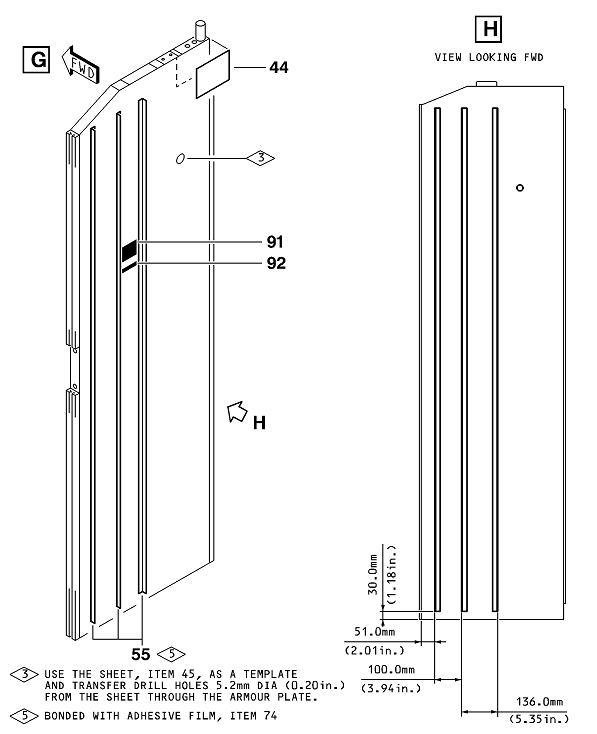 G
FWD
44
3
91
92
H
55
5
H
VIEW LOOKING FWD
30.0mm
(1.18in.)
51.0mm
(2.01in.)
100.0mm
(3.94in.)
136.0mm
(5.35in.)
3 USE THE SHEET, ITEM 45, AS A TEMPLATE
AND TRANSFER DRILL HOLES 5.2mm DIA (0.20in.)
FROM THE SHEET THROUGH THE ARMOUR PLATE.
5 BONDED WITH ADHESIVE FILM, ITEM 74